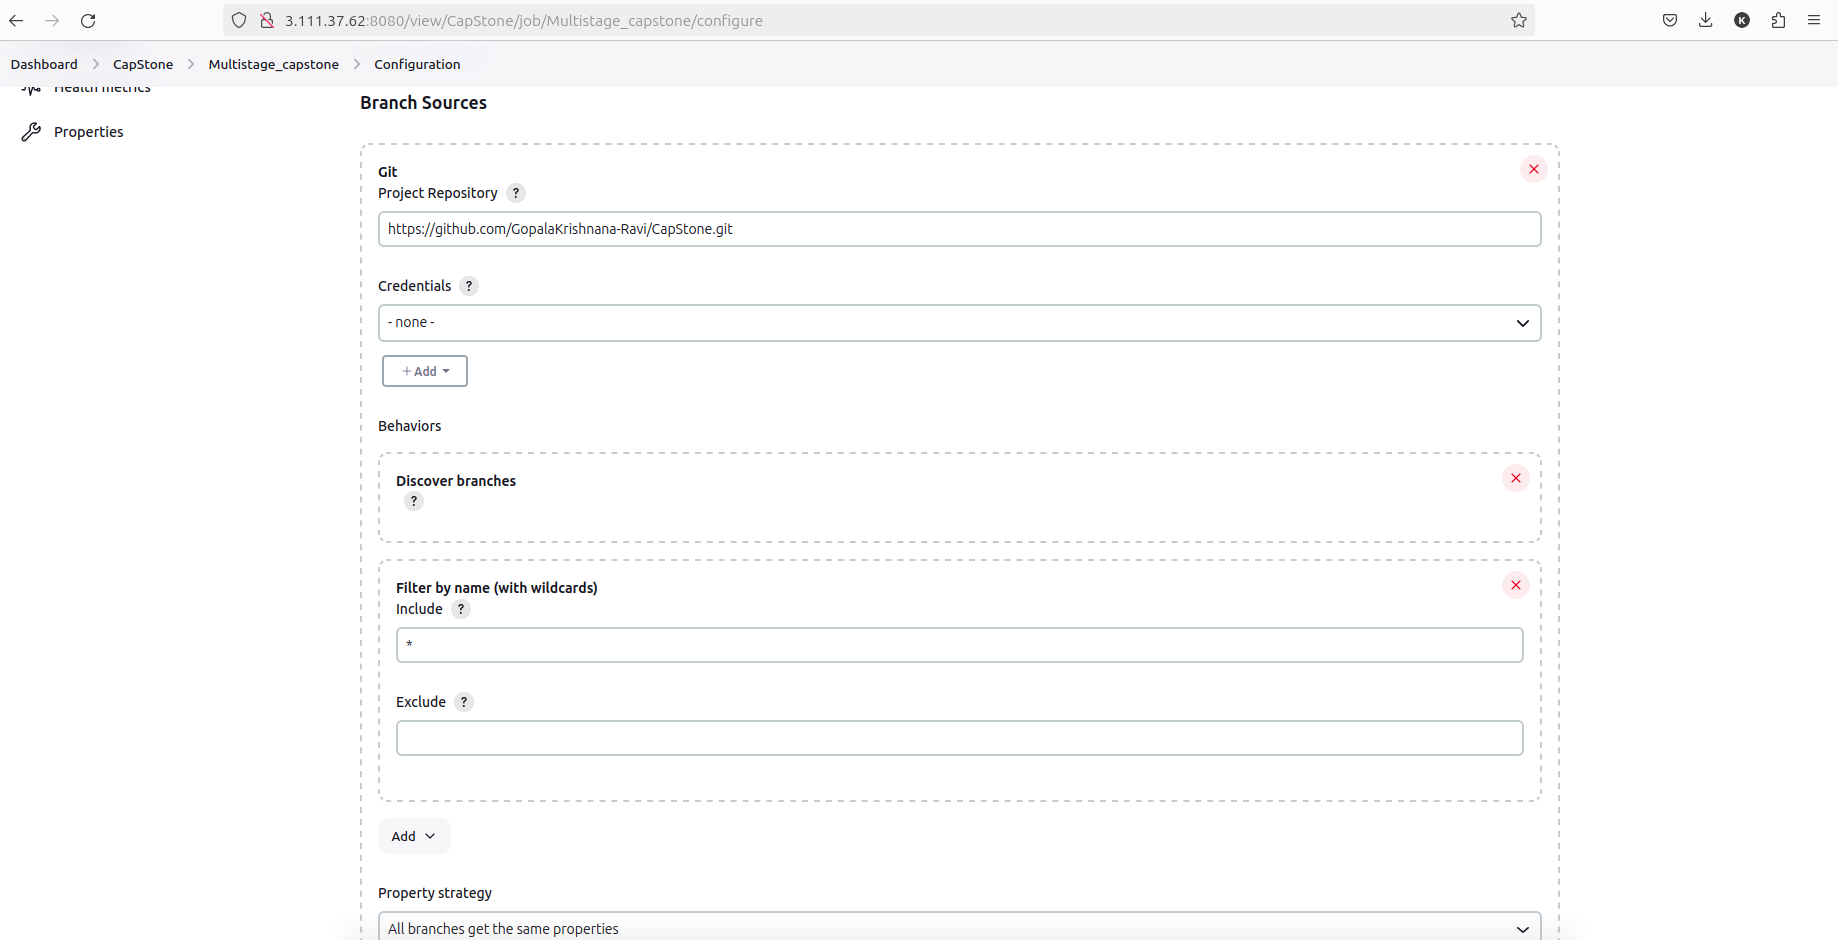 3.111.37.62:8080/view/CapStone/job/Multistage_capstone/configure
K
Dashboard > CapStone > Multistage_capstone > Configuration
Health metrics
Properties
Branch Sources
Git
Project Repository ?
https://github.com/GopalaKrishnana-Ravi/CapStone.git
Credentials ?
- none -
+ Add
Behaviors
Discover branches
?
Filter by name (with wildcards)
Include ?
*
Exclude ?
Add
Property strategy
All branches get the same properties